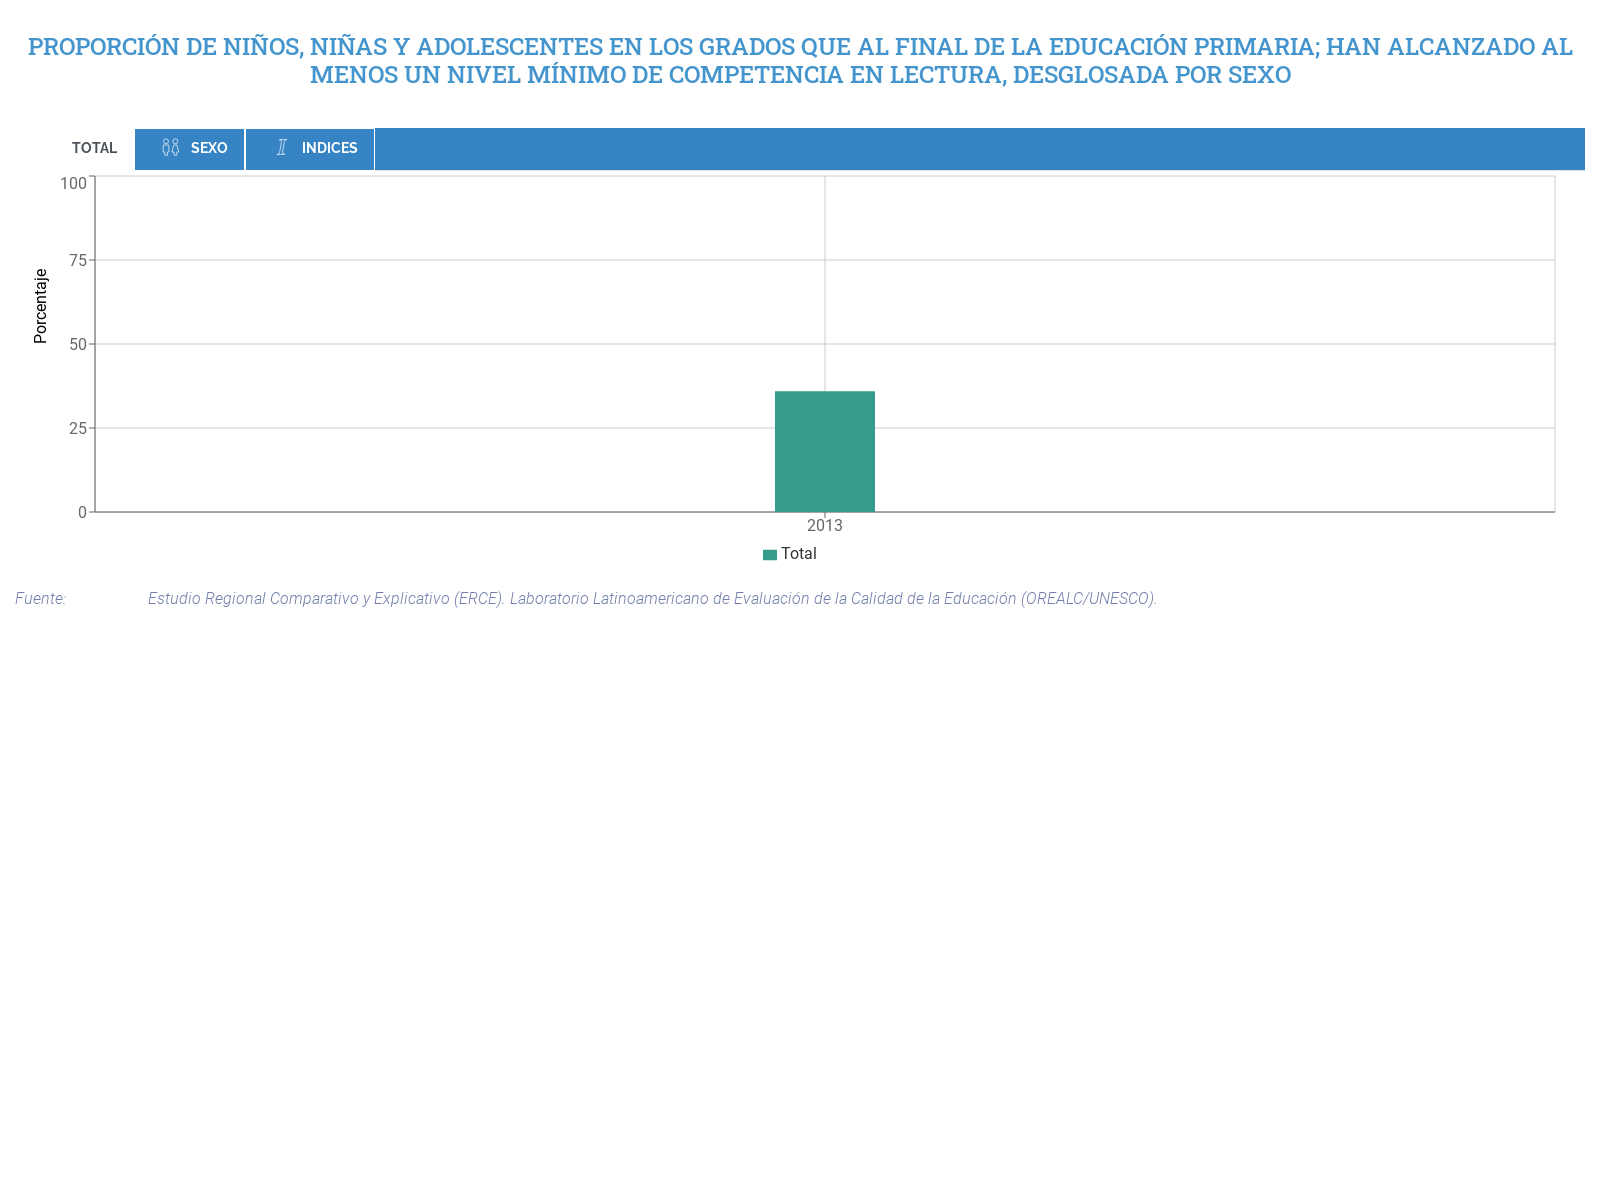 PROPORCIÓN DE NIÑOS, NIÑAS Y ADOLESCENTES EN LOS GRADOS QUE AL FINAL DE LA EDUCACIÓN PRIMARIA; HAN ALCANZADO AL
MENOS UN NIVEL MÍNIMO DE COMPETENCIA EN LECTURA, DESGLOSADA POR SEXO
TOTAL SEXO INDICES
100
75
50
25
0
Porcentaje
2013
Total
Fuente: Estudio Regional Comparativo y Explicativo (ERCE). Laboratorio Latinoamericano de Evaluación de la Calidad de la Educación (OREALC/UNESCO).